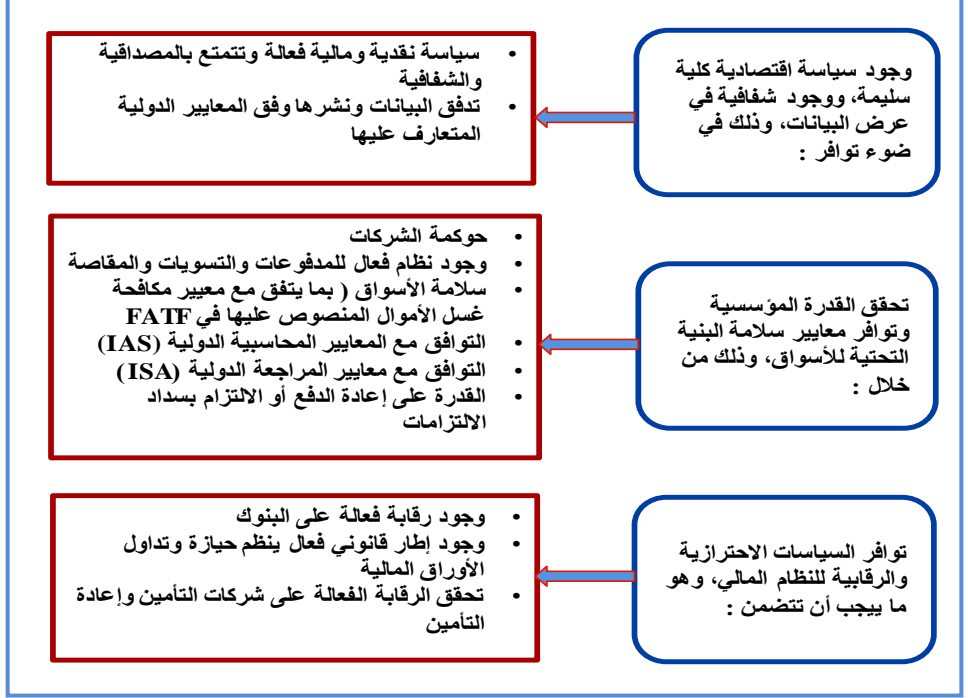 وجود سياسة اقتصادية كلية
سليمة، ووجود شفافية في
عرض البيانات، وذلك في
ضوء توافر :
• سياسة نقدية ومالية فعالة وتتمتع بالمصداقية
والشفافية
• تدفق البيانات ونشرها وفق المعايير الدولية
المتعارف عليها
تحقق القدرة المؤسسية
وتوافر معايير سلامة البنية
التحتية للأسواق، وذلك من
خلال :
• حوكمة الشركات
• وجود نظام فعال للمدفوعات والتسويات والمقاصة
• سلامة الأسواق ( بما يتفق مع معيير مكافحة
غسل الأموال المنصوص عليها في FATF
• التوافق مع المعايير المحاسبية الدولية (IAS)
• التوافق مع معايير المراجعة الدولية (ISA)
• القدرة على إعادة الدفع أو الالتزام بسداد
الالتزامات
توافر السياسات الاحترازية
والرقابية للنظام المالي، وهو
ما ييجب أن تتضمن :
• وجود رقابة فعالة على البنوك
• وجود إطار قانوني فعال ينظم حيازة وتداول
الأوراق المالية
• تحقق الرقابة الفعالة على شركات التأمين وإعادة
التأمين